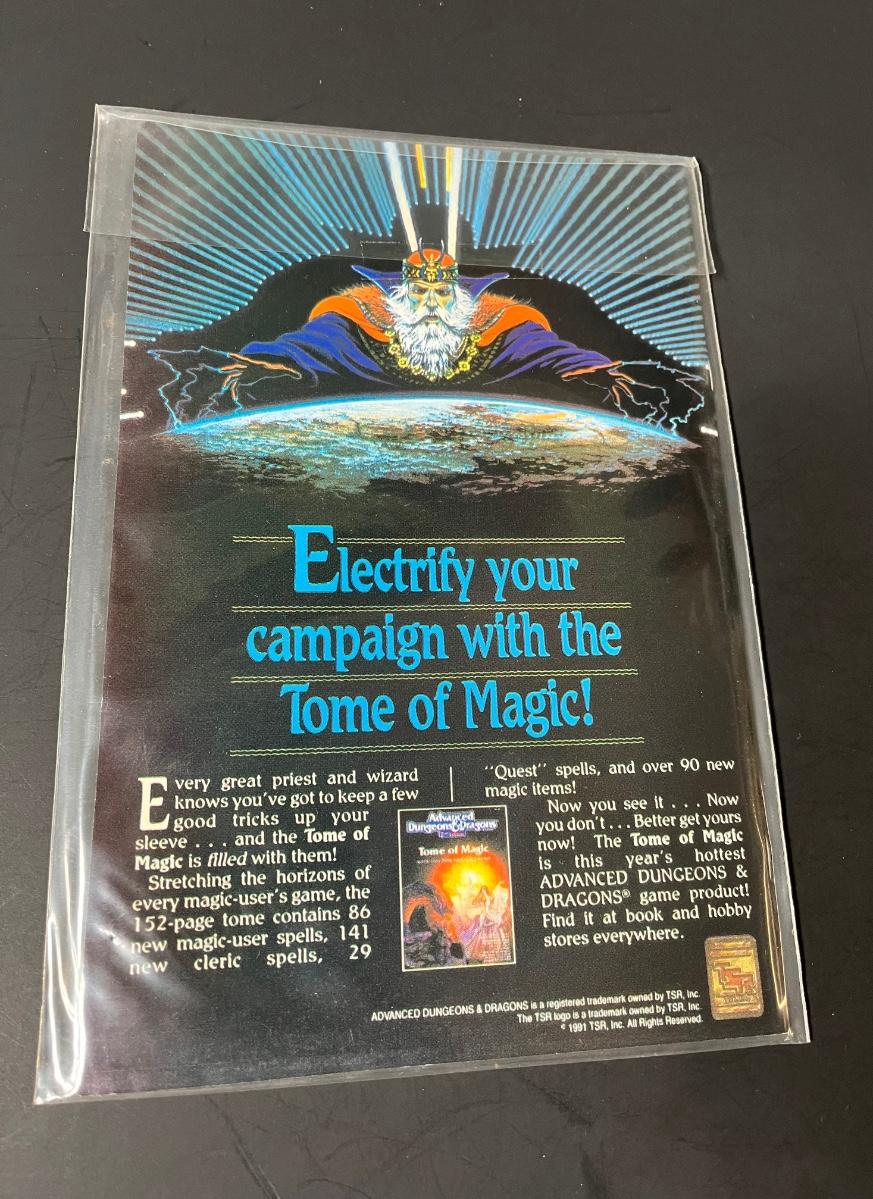 Electrify your
campaign with the
Tome of Magic!
Every great priest and wizard
knows you've got to keep a few
good tricks up your
sleeve . . . and the Tome of
Magic is filled with them!
Stretching the horizons of
every magic-user's game, the
152-page tome contains 86
new magic-user spells, 141
new cleric spells, 29
"Quest" spells, and over 90 new
magic items!
Now you see it . . . Now
you don't . . . Better get yours
now! The Tome of Magic
is this year's hottest
ADVANCED DUNGEONS &
DRAGONS® game product!
Find it at book and hobby
stores everywhere.
Advanced
Dungeons & Dragons
Tome of Magic
ADVANCED DUNGEONS & DRAGONS is a registered trademark owned by TSR, Inc.
The TSR logo is a trademark owned by TSR, Inc.
© 1991 TSR, Inc. All Rights Reserved.